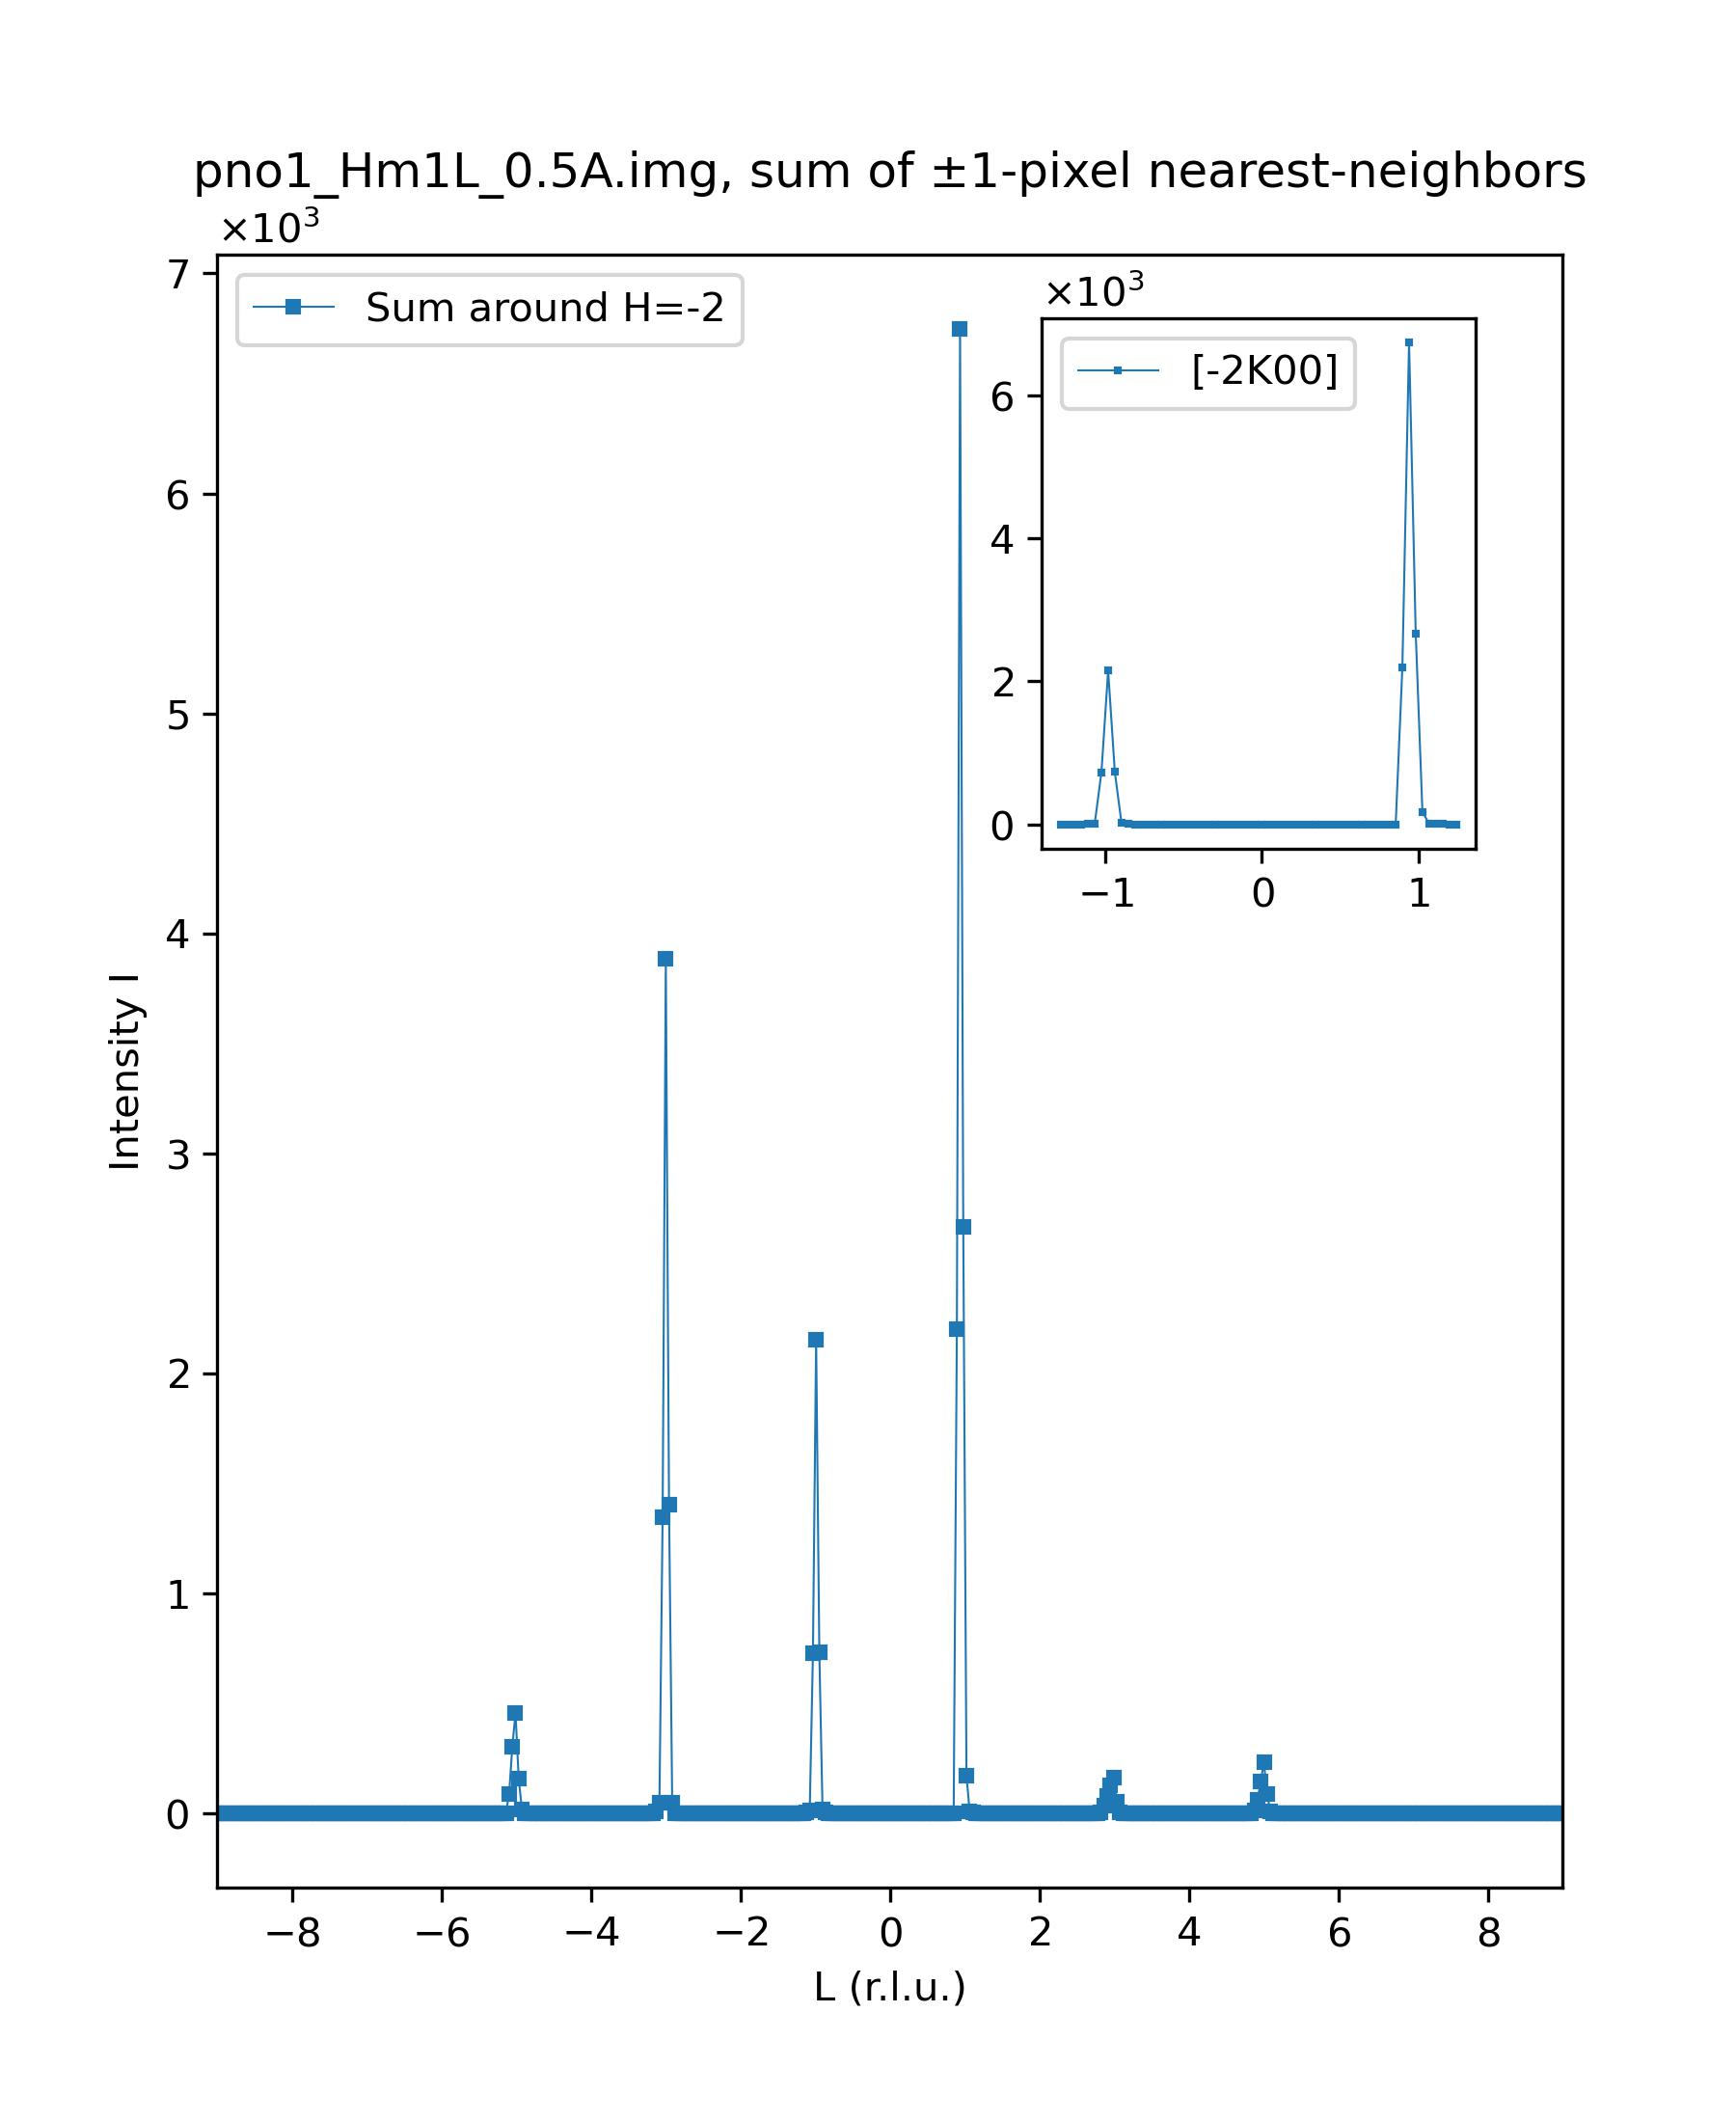 pno1_Hm1L_0.5A.img, sum of ±1-pixel nearest-neighbors
×10³
7
Sum around H=-2
×10³
[-2K00]
6
4
2
0
−1 0 1
6
5
4
3
2
1
0
Intensity I
−8 −6 −4 −2 0 2 4 6 8
L (r.l.u.)